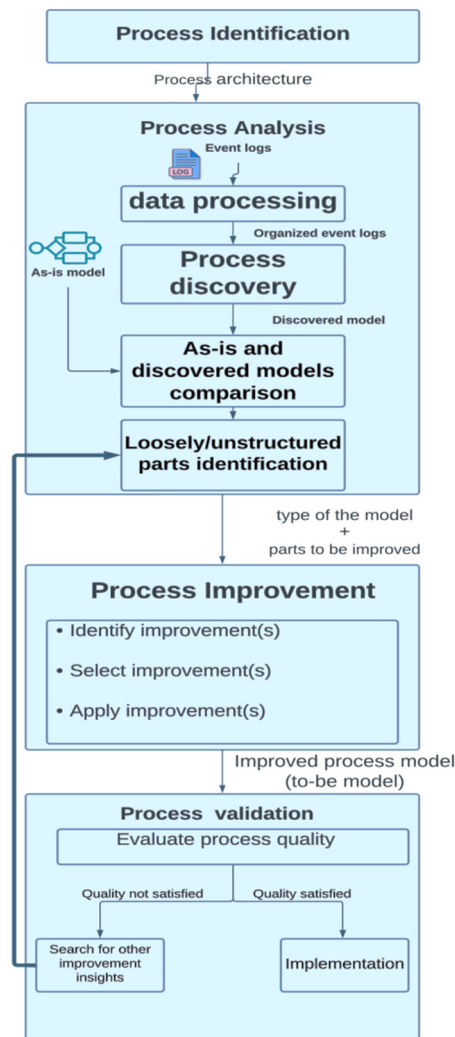 Process Identification
Process architecture
Process Analysis
Event logs
LOG
data processing
Organized event logs
Process
discovery
As-is model
Discovered model
As-is and
discovered models
comparison
Loosely/unstructured
parts identification
type of the model
+
parts to be improved
Process Improvement
• Identify improvement(s)
• Select improvement(s)
• Apply improvement(s)
Improved process model
(to-be model)
Process validation
Evaluate process quality
Quality not satisfied
Quality satisfied
Search for other
improvement
insights
Implementation